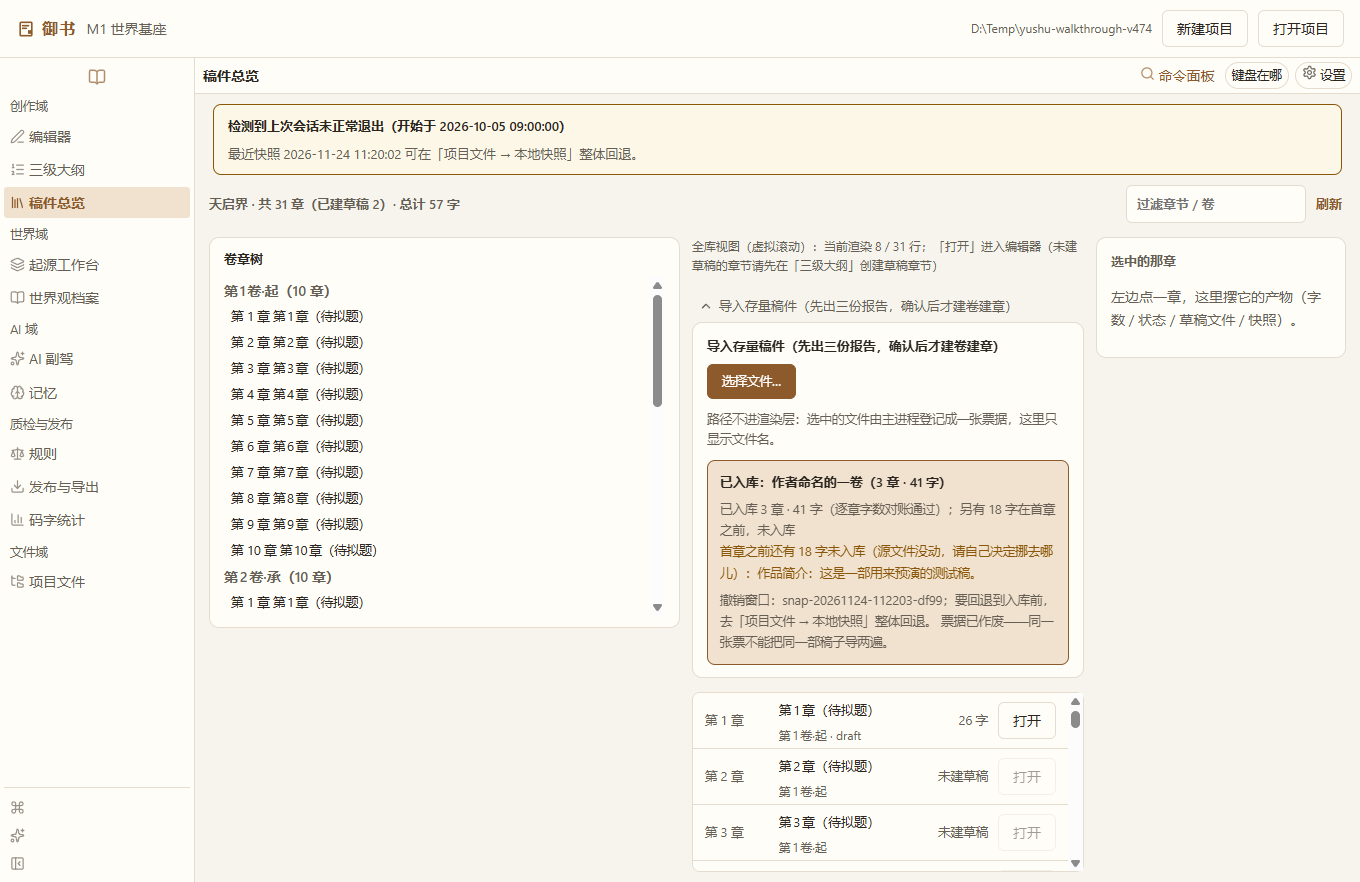 御书 M1 世界基座
D:\Temp\yushu-walkthrough-v474 新建项目 打开项目
创作域
编辑器
三级大纲
稿件总览
世界域
起源工作台
世界观档案
AI 域
AI 副驾
记忆
质检与发布
规则
发布与导出
码字统计
文件域
项目文件
稿件总览
命令面板 键盘在哪 设置
检测到上次会话未正常退出（开始于 2026-10-05 09:00:00）
最近快照 2026-11-24 11:20:02 可在「项目文件 → 本地快照」整体回退。
天启界 · 共 31 章（已建草稿 2）· 总计 57 字
过滤章节 / 卷 刷新
卷章树
第1卷·起（10 章）
第 1 章 第1章（待拟题）
第 2 章 第2章（待拟题）
第 3 章 第3章（待拟题）
第 4 章 第4章（待拟题）
第 5 章 第5章（待拟题）
第 6 章 第6章（待拟题）
第 7 章 第7章（待拟题）
第 8 章 第8章（待拟题）
第 9 章 第9章（待拟题）
第 10 章 第10章（待拟题）
第2卷·承（10 章）
第 1 章 第1章（待拟题）
全库视图（虚拟滚动）：当前渲染 8 / 31 行；「打开」进入编辑器（未建
草稿的章节请先在「三级大纲」创建草稿章节）
导入存量稿件（先出三份报告，确认后才建卷建章）
导入存量稿件（先出三份报告，确认后才建卷建章）
选择文件...
路径不进渲染层：选中的文件由主进程登记成一张票据，这里只
显示文件名。
已入库：作者命名的一卷（3 章 · 41 字）
已入库 3 章 · 41 字（逐章字数对账通过）；另有 18 字在首章
之前，未入库
首章之前还有 18 字未入库（源文件没动，请自己决定挪去哪
儿）：作品简介：这是一部用来预演的测试稿。
撤销窗口：snap-20261124-112203-df99；要回退到入库前，
去「项目文件 → 本地快照」整体回退。 票据已作废——同一
张票不能把同一部稿子导两遍。
第 1 章 第1章（待拟题） 26 字 打开
第1卷·起 · draft
第 2 章 第2章（待拟题） 未建草稿 打开
第1卷·起
第 3 章 第3章（待拟题） 未建草稿 打开
第1卷·起
选中的那章
左边点一章，这里摆它的产物（字
数 / 状态 / 草稿文件 / 快照）。